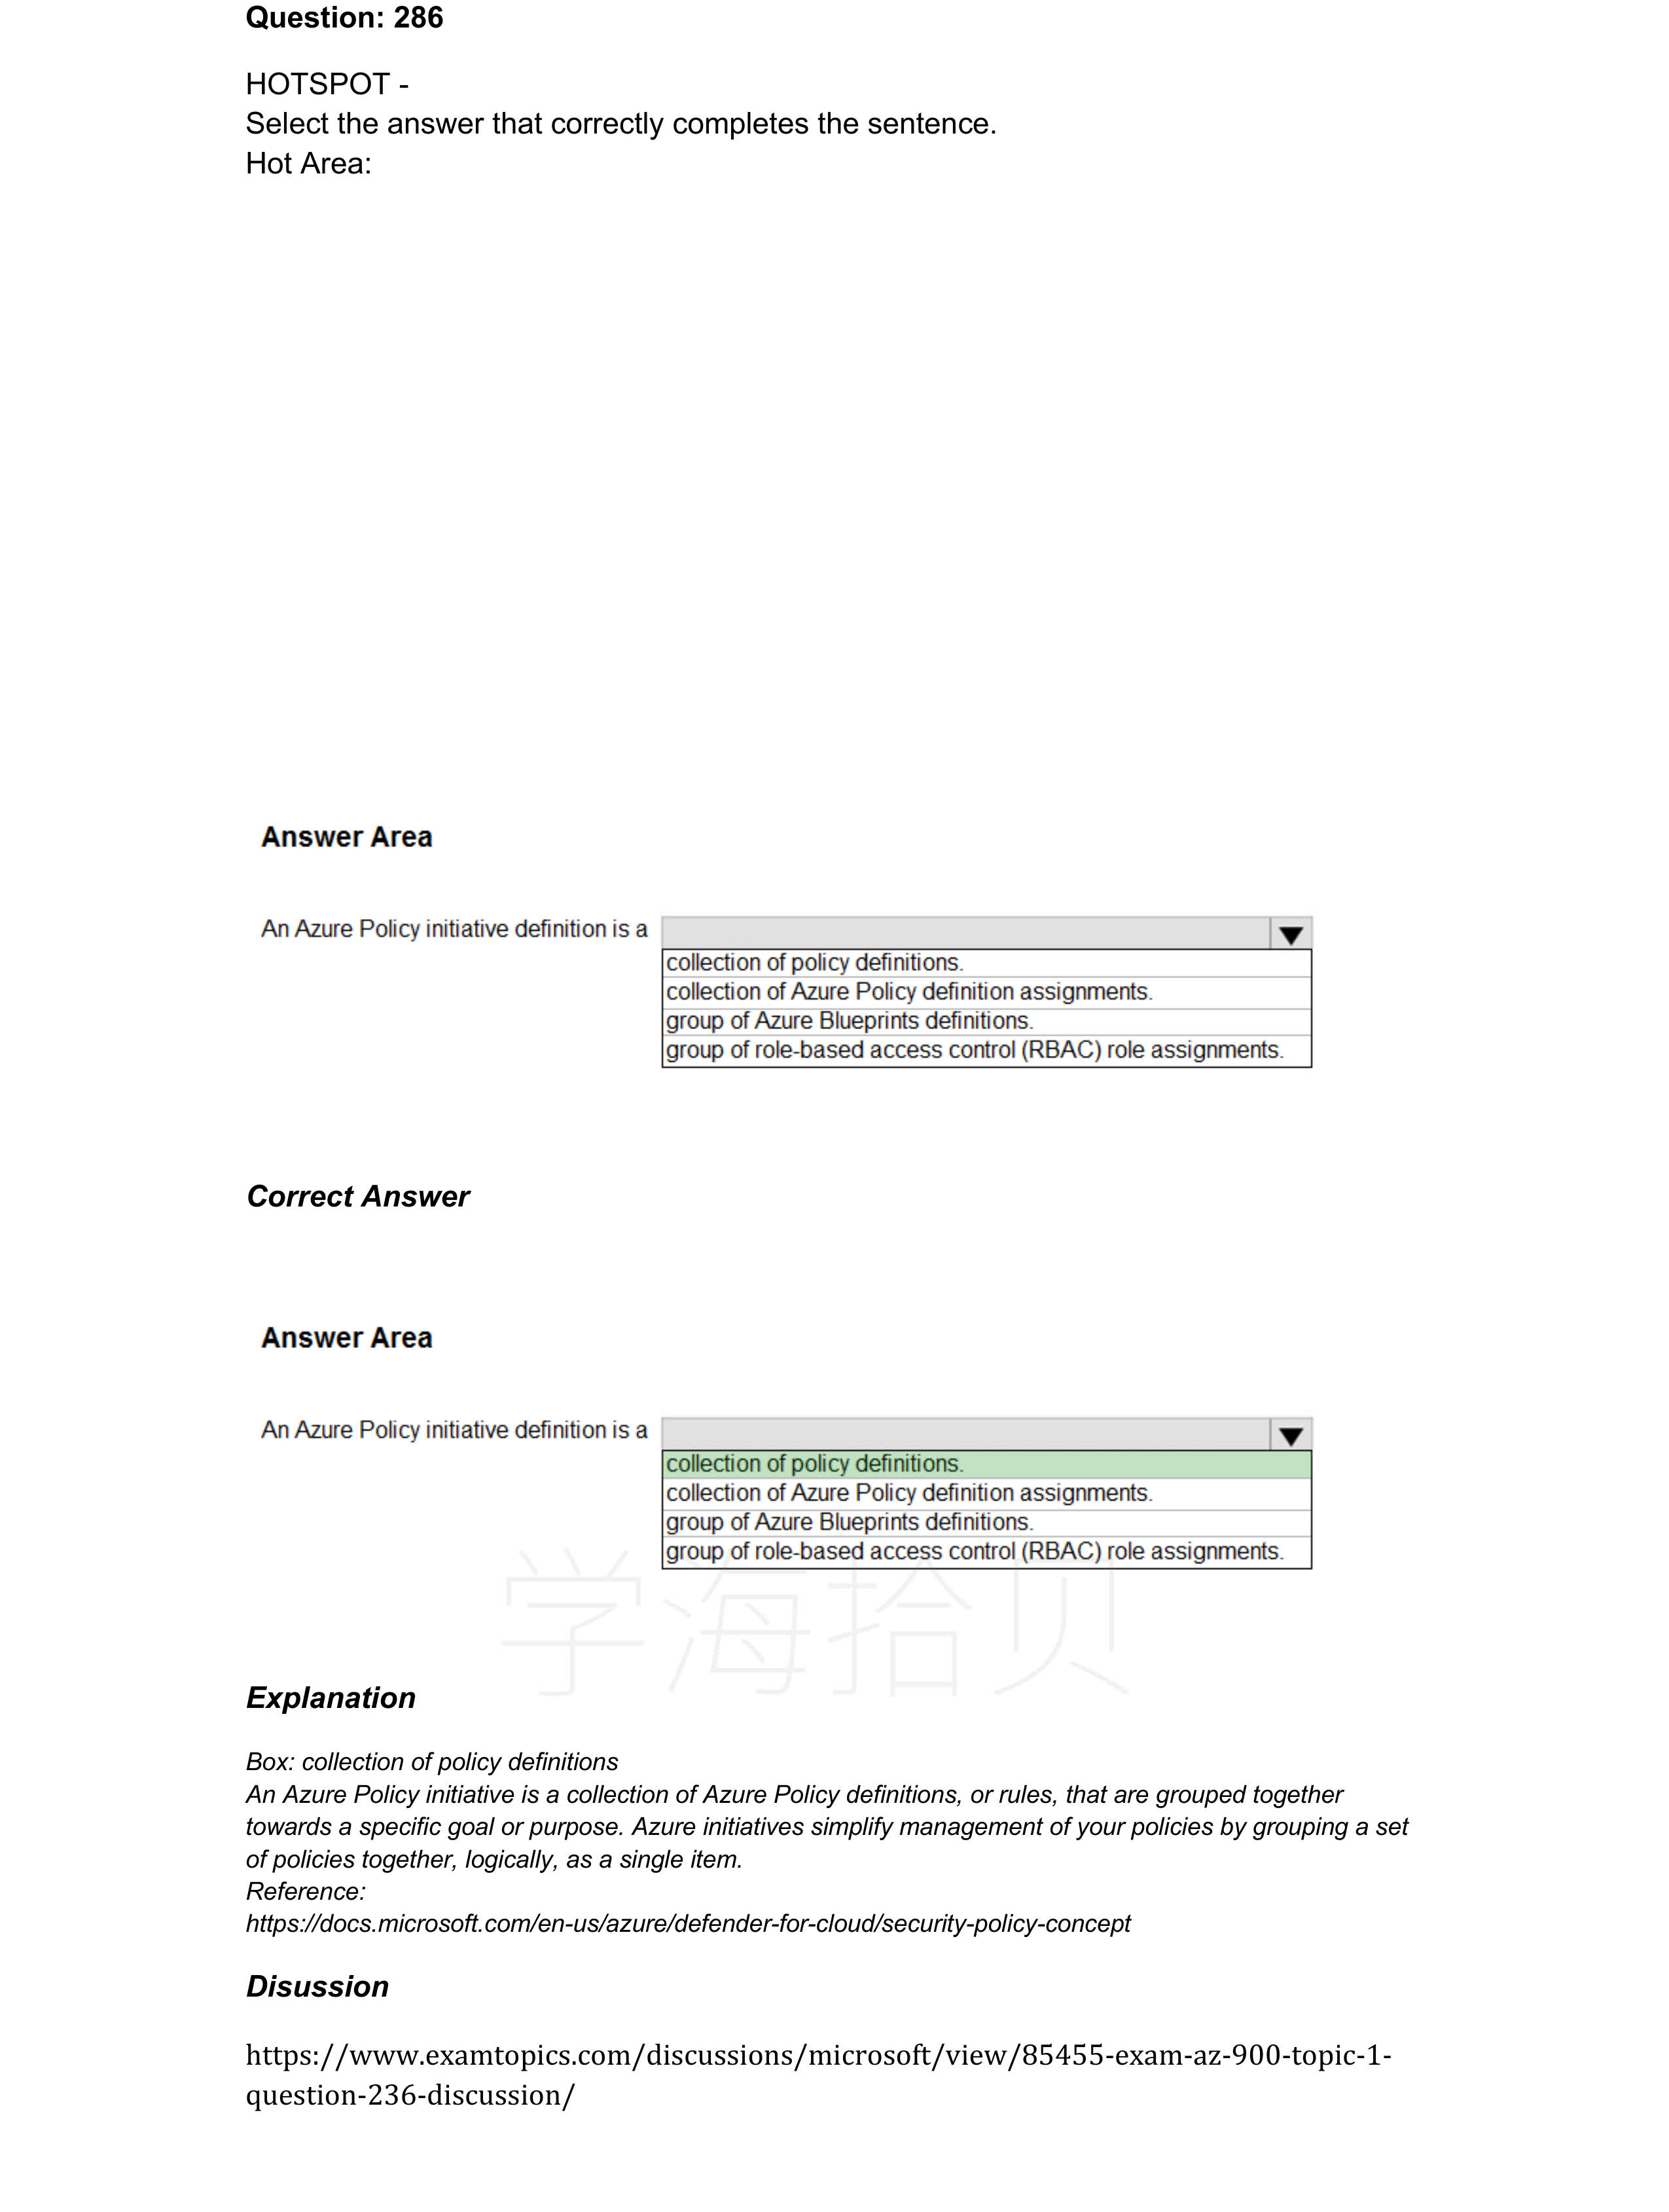 Question: 286
HOTSPOT -
Select the answer that correctly completes the sentence.
Hot Area:
Answer Area
An Azure Policy initiative definition is a
collection of policy definitions.
collection of Azure Policy definition assignments.
group of Azure Blueprints definitions.
group of role-based access control (RBAC) role assignments.
Correct Answer
Answer Area
An Azure Policy initiative definition is a
collection of policy definitions.
collection of Azure Policy definition assignments.
group of Azure Blueprints definitions.
group of role-based access control (RBAC) role assignments.
学海拾贝
Explanation
Box: collection of policy definitions
An Azure Policy initiative is a collection of Azure Policy definitions, or rules, that are grouped together
towards a specific goal or purpose. Azure initiatives simplify management of your policies by grouping a set
of policies together, logically, as a single item.
Reference:
https://docs.microsoft.com/en-us/azure/defender-for-cloud/security-policy-concept
Disussion
https://www.examtopics.com/discussions/microsoft/view/85455-exam-az-900-topic-1-
question-236-discussion/